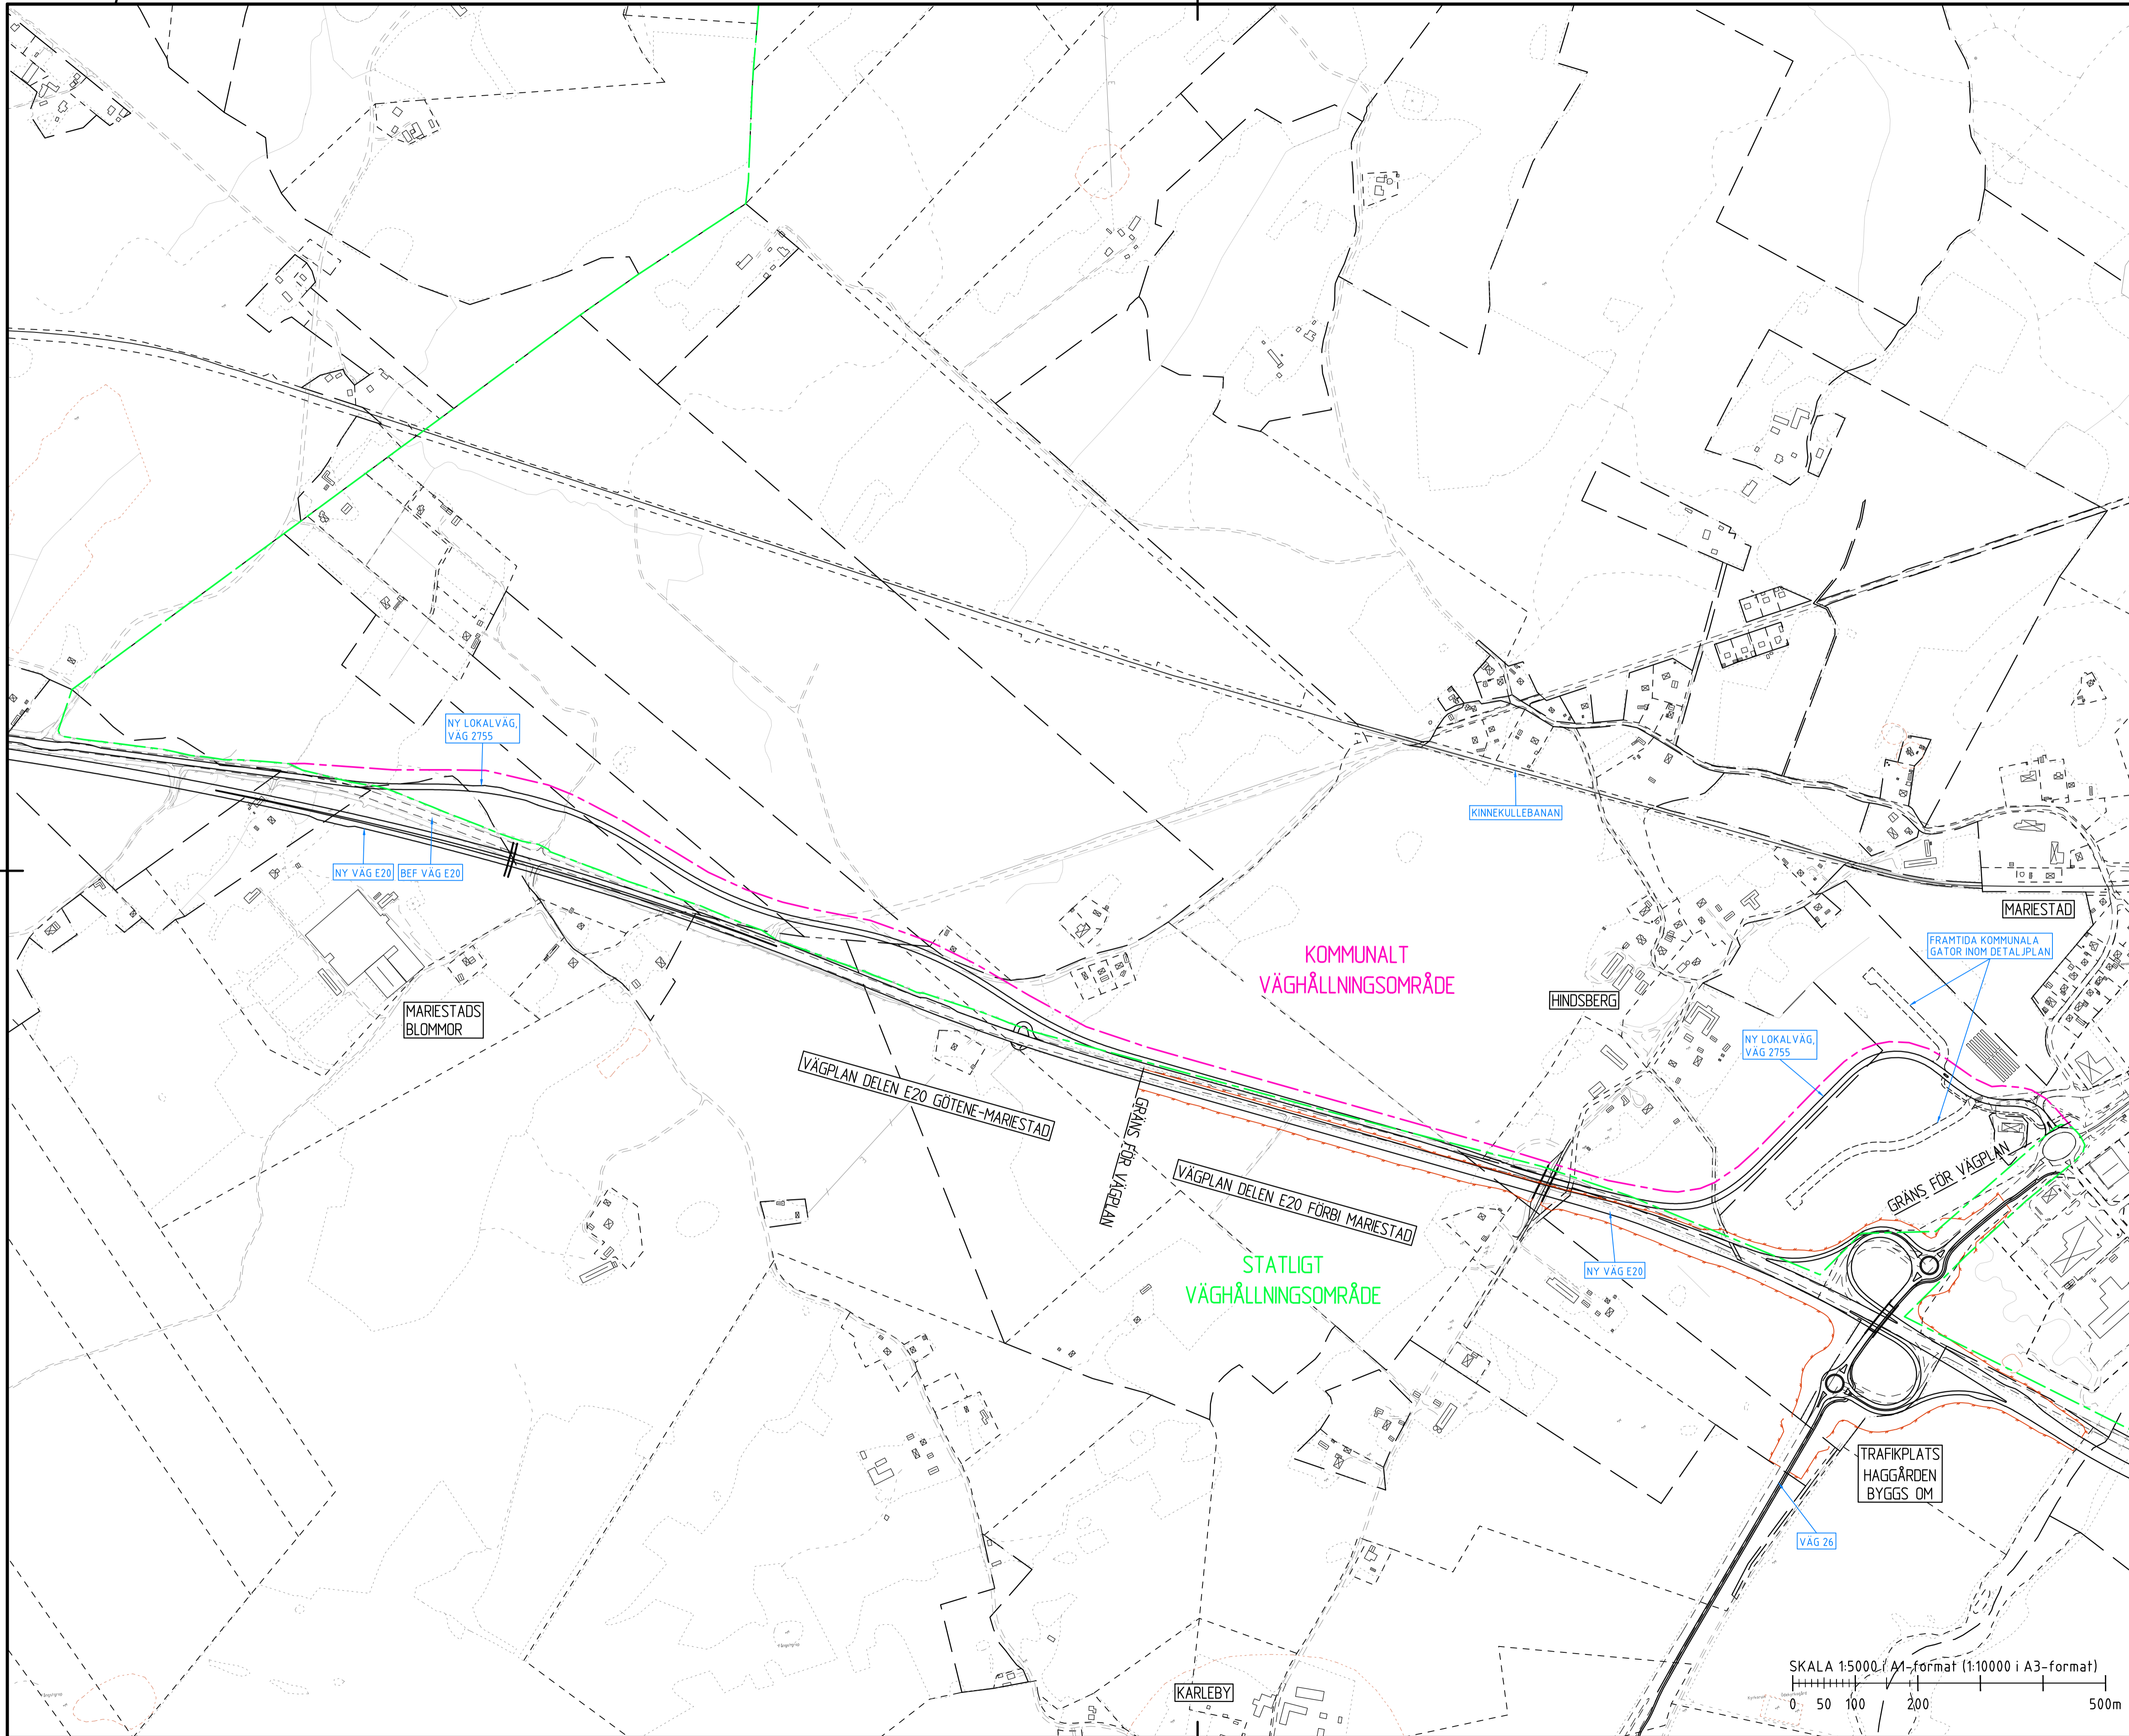 NY LOKALVÄG,
VÄG 2755
NY VÄG E20
BEF VÄG E20
KINNEKULLEBANAN
MARIESTAD
FRAMTIDA KOMMUNALA
GATOR INOM DETALJPLAN
KOMMUNALT
VÄGHÅLLNINGSOMRÅDE
HINDSBERG
MARIESTADS
BLOMMOR
NY LOKALVÄG,
VÄG 2755
VÄGPLAN DELEN E20 GÖTENE-MARIESTAD
GRÄNS FÖR VÄGPLAN
VÄGPLAN DELEN E20 FÖRBI MARIESTAD
GRÄNS FÖR VÄGPLAN
STATLIGT
VÄGHÅLLNINGSOMRÅDE
NY VÄG E20
TRAFIKPLATS
HAGGÅRDEN
BYGGS OM
VÄG 26
KARLEBY
SKALA 1:5000 i A1-format (1:10000 i A3-format)
0 50 100 200 500m